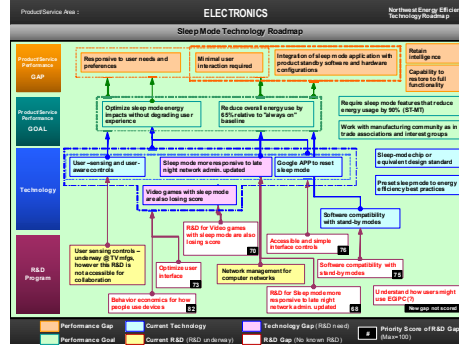 Product/Service Area :
ELECTRONICS
Northwest Energy Efficien
Technology Roadmap
Sleep Mode Technology Roadmap
Product/Service
Performance
GAP
Responsive to user needs and
preferences
Minimal user
interaction required
Integration of sleep mode application with
product standby software and hardware
configurations
Retain
intelligence
Capability to
restore to full
functionality
Product/Service
Performance
GOAL
Optimize sleep mode energy
impacts without degrading user
experience
Reduce overall energy use by
65% relative to "always on"
baseline
Require sleep mode features that reduce
energy usage by 90% (ST-MT)
Work with manufacturing community as in
trade associations and interest groups
Technology
User -sensing and user-
aware controls
Sleep mod more responsive to late
night network admin. updated
Google APP to reset
sleep mode
Sleep-mode chip or
equivalent design standard
Video games with sleep mode
are also losing score
Preset sleep mode to energy
efficiency best practices
Software compatibility
with stand-by modes
R&D
Program
R&D for Video games
with sleep mode are also
losing score
70
Accessible and simple
interface controls
76
User sensing controls –
underway @ TV mfgs,
however this R&D is
not accessible for
collaboration
Optimize user
interface
73
Network management for
computer networks
Software compatibility with
stand-by modes
75
Behavior economics for how
people use devices
82
R&D for Sleep mod more
responsive to late night
network admin. updated
68
Understand how users might
use EGPC (?)
New gap not scored
Performance Gap
Current Technology
Technology Gap (R&D need)
Performance Goal
Current R&D (R&D underway)
R&D Gap (No known R&D)
#
Priority Score of R&D Gap
(Max=100)